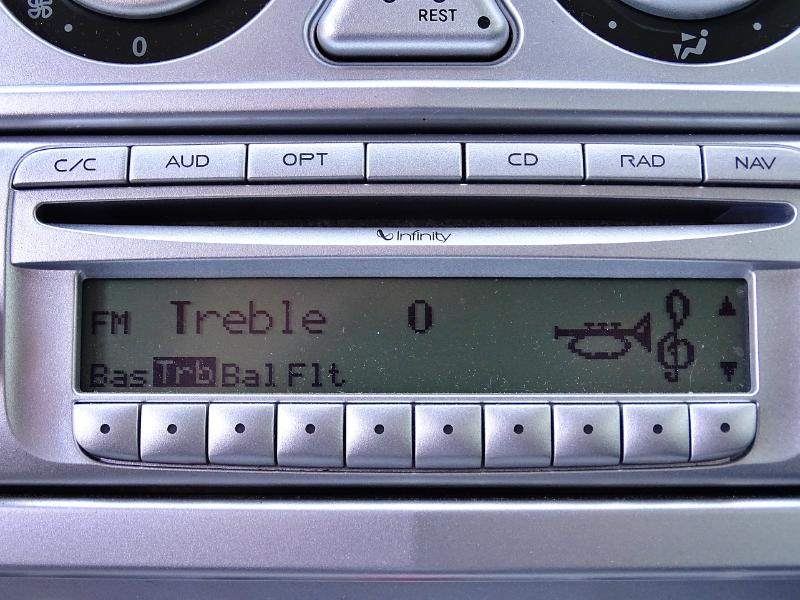 REST
0
C/C AUD OPT CD RAD NAV
Infinity
FM Treble 0
Bas Trb Bal Flt